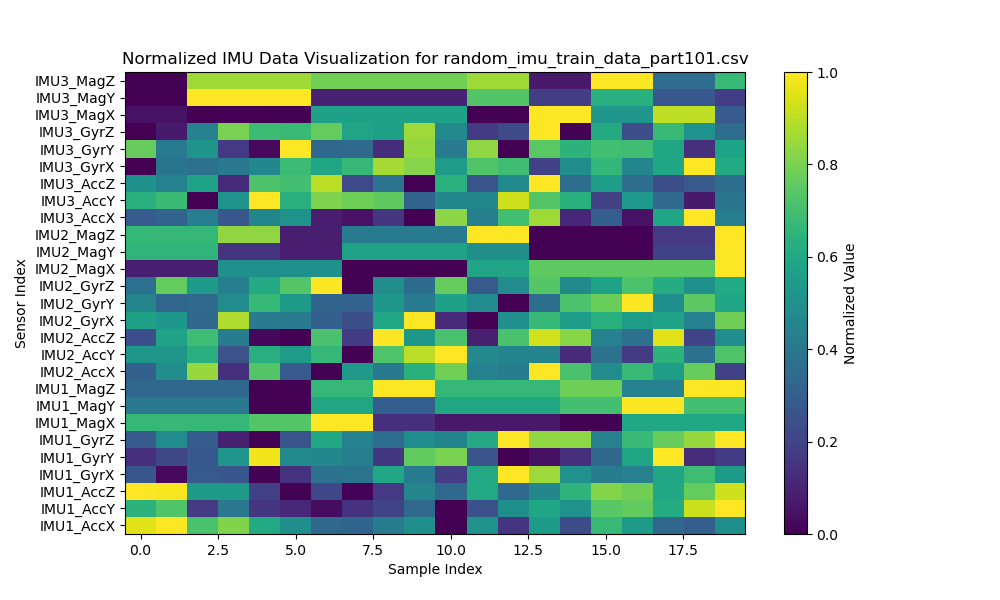 Normalized IMU Data Visualization for random_imu_train_data_part101.csv
IMU3_MagZ
IMU3_MagY
IMU3_MagX
IMU3_GyrZ
IMU3_GyrY
IMU3_GyrX
IMU3_AccZ
IMU3_AccY
IMU3_AccX
IMU2_MagZ
IMU2_MagY
IMU2_MagX
IMU2_GyrZ
IMU2_GyrY
IMU2_GyrX
IMU2_AccZ
IMU2_AccY
IMU2_AccX
IMU1_MagZ
IMU1_MagY
IMU1_MagX
IMU1_GyrZ
IMU1_GyrY
IMU1_GyrX
IMU1_AccZ
IMU1_AccY
IMU1_AccX
Sensor Index
0.0 2.5 5.0 7.5 10.0 12.5 15.0 17.5
Sample Index
1.0
0.8
0.6
0.4
0.2
0.0
Normalized Value